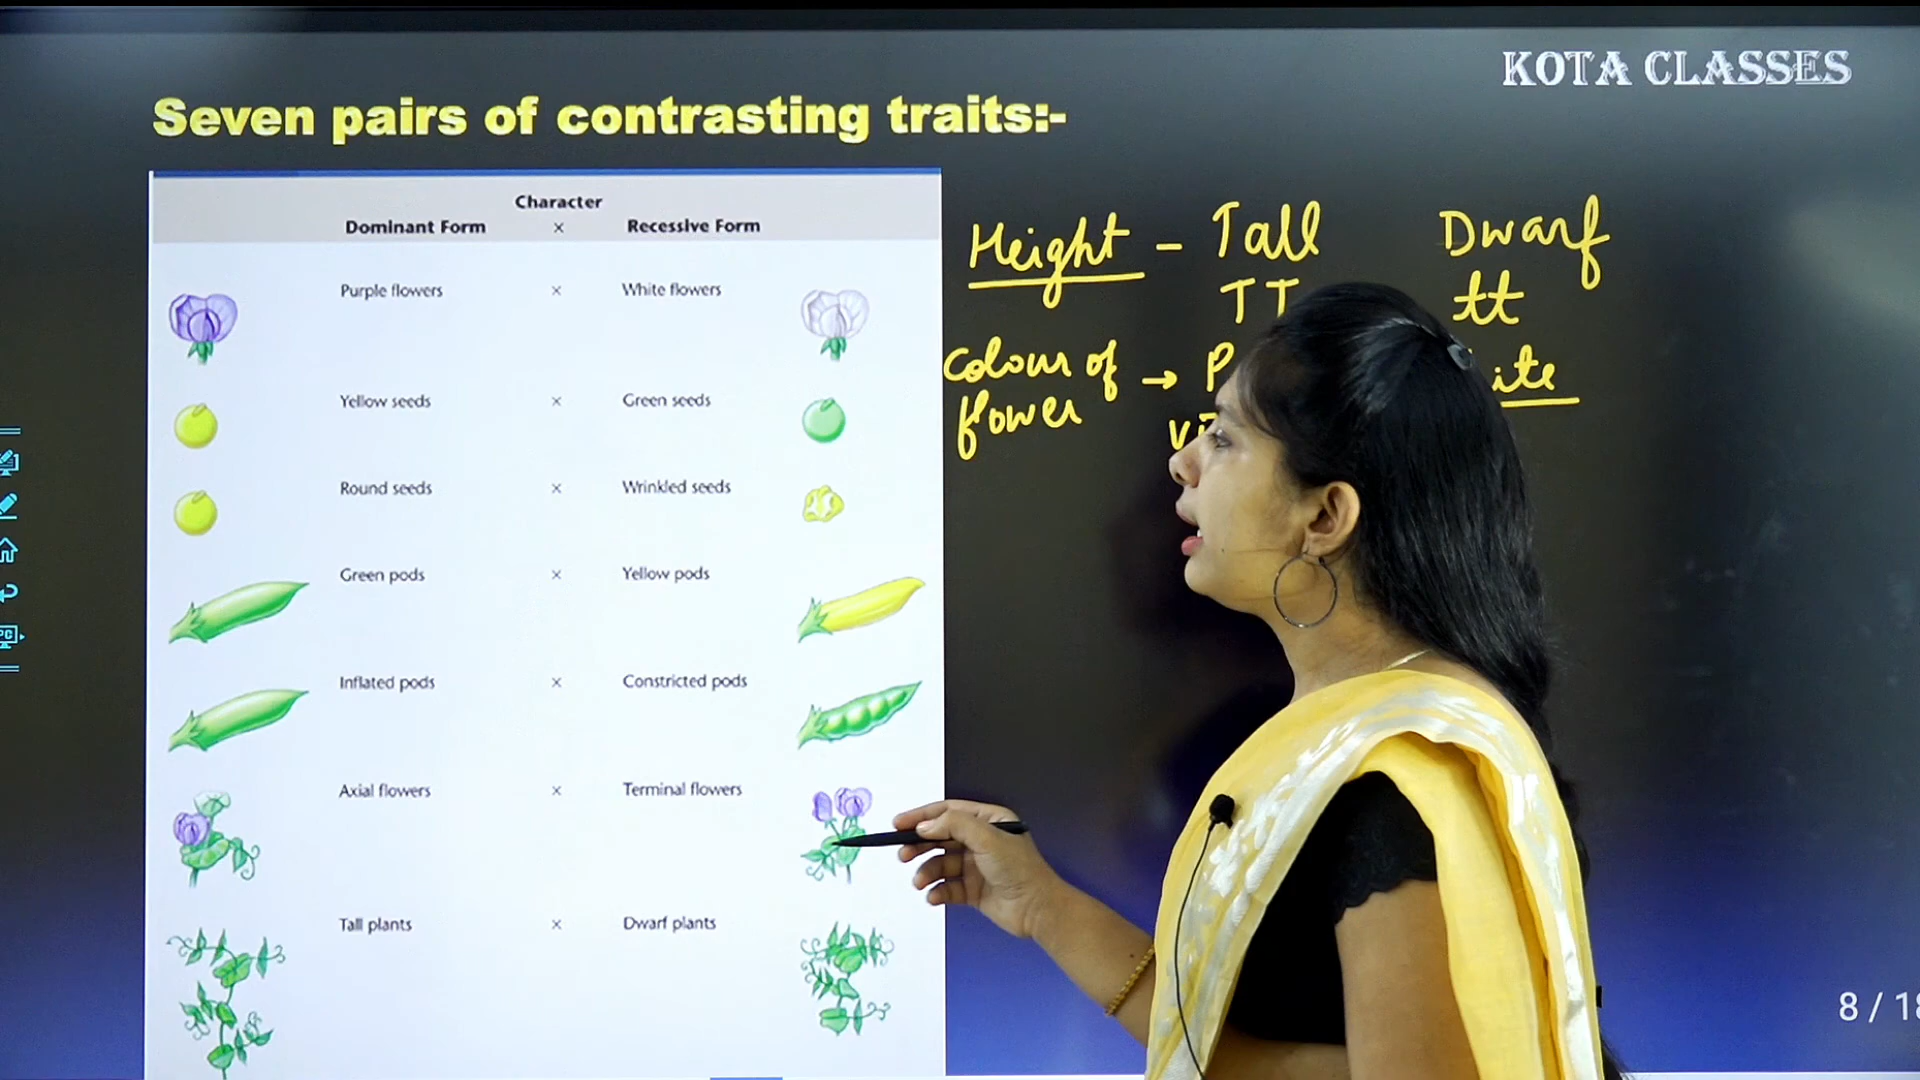 KOTA CLASSES
Seven pairs of contrasting traits:-
Character
Dominant Form × Recessive Form
Purple flowers × White flowers
Yellow seeds × Green seeds
Round seeds × Wrinkled seeds
Green pods × Yellow pods
Inflated pods × Constricted pods
Axial flowers × Terminal flowers
Tall plants × Dwarf plants
Height - Tall Dwarf
TT tt
Colour of →
flower
8 / 18